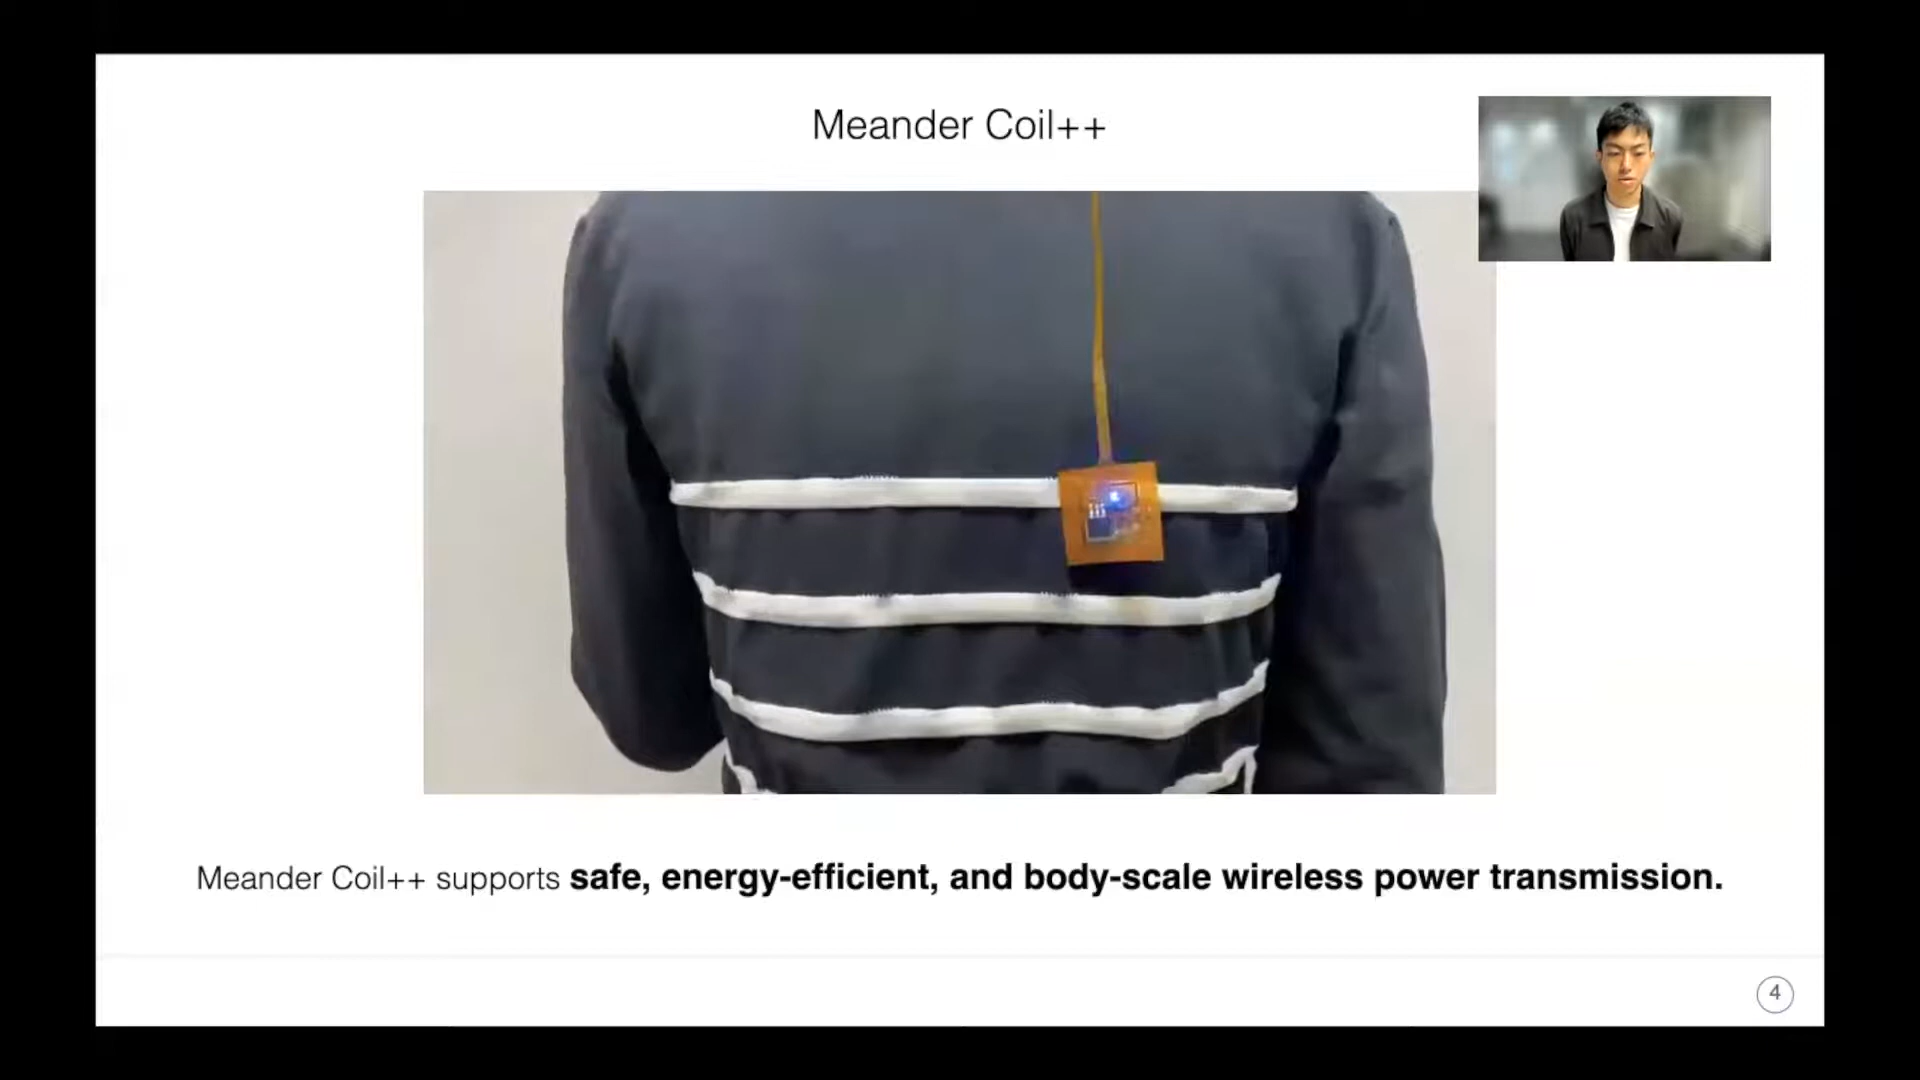 Meander Coil++
Meander Coil++ supports safe, energy-efficient, and body-scale wireless power transmission.
4